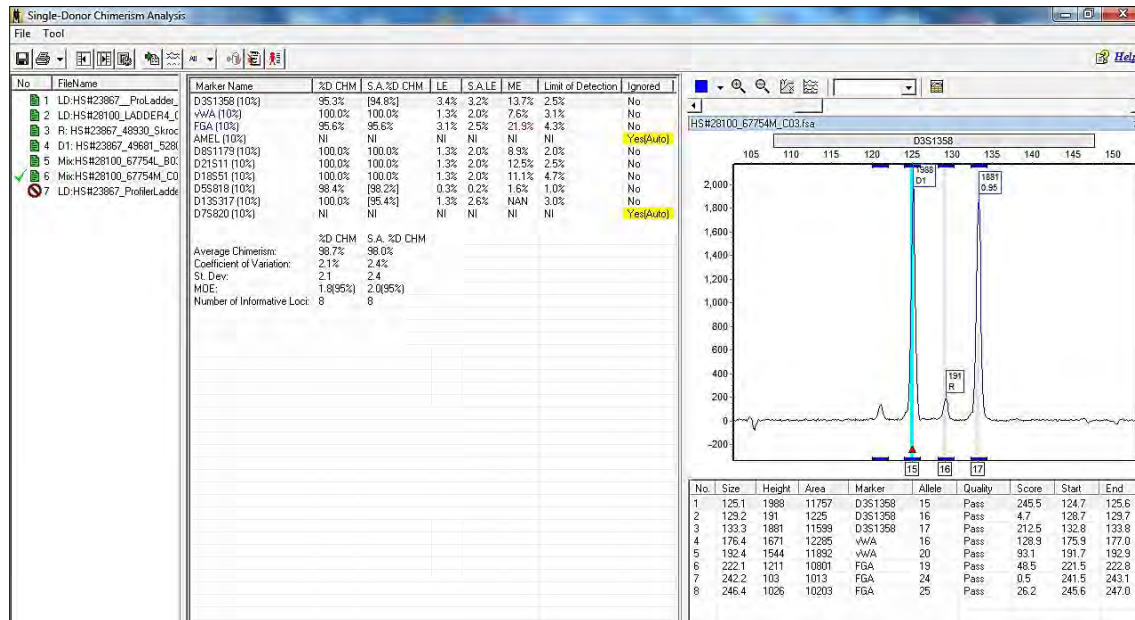 Single-Donor Chimerism Analysis
File Tool
Help
No FileName
1 LD:HS#23867__ProLadder_
2 LD:HS#28100_LADDER4_C
3 R: HS#23867_48930_Skroc
4 D1: HS#23867_49681_5280
5 Mix:HS#28100_67754L_B03
6 Mix:HS#28100_67754M_C0
7 LD:HS#23867_ProfilerLadde
Marker Name %D CHM S.A.%D CHM LE S.A.LE ME Limit of Detection Ignored
D3S1358 (10%) 95.3% [94.8%] 3.4% 3.2% 13.7% 2.5% No
vWA (10%) 100.0% 100.0% 1.3% 2.0% 7.6% 3.1% No
FGA (10%) 95.6% 95.6% 3.1% 2.5% 21.9% 4.3% No
AMEL (10%) NI NI NI NI NI NI Yes(Auto)
D8S1179 (10%) 100.0% 100.0% 1.3% 2.0% 8.9% 2.0% No
D21S11 (10%) 100.0% 100.0% 1.3% 2.0% 12.5% 2.5% No
D18S51 (10%) 100.0% 100.0% 1.3% 2.0% 11.1% 4.7% No
D5S818 (10%) 98.4% [98.2%] 0.3% 0.2% 1.6% 1.0% No
D13S317 (10%) 100.0% [95.4%] 1.3% 2.6% NAN 3.0% No
D7S820 (10%) NI NI NI NI NI NI Yes(Auto)
%D CHM S.A. %D CHM
Average Chimerism: 98.7% 98.0%
Coefficient of Variation: 2.1% 2.4%
St. Dev: 2.1 2.4
MOE: 1.8(95%) 2.0(95%)
Number of Informative Loci: 8 8
All
HS#28100_67754M_C03.fsa
D3S1358
105 110 115 120 125 130 135 140 145 150
1988
D1
1881
0.95
2,000
1,800
1,600
1,400
1,200
1,000
800
600
400
200
0
-200
191
R
15 16 17
No. Size Height Area Marker Allele Quality Score Start End
1 125.1 1988 11757 D3S1358 15 Pass 245.5 124.7 125.6
2 129.2 191 1225 D3S1358 16 Pass 4.7 128.7 129.7
3 133.3 1881 11599 D3S1358 17 Pass 212.5 132.8 133.8
4 176.4 1671 12285 vWA 16 Pass 128.9 175.9 177.0
5 192.4 1544 11892 vWA 20 Pass 93.1 191.7 192.9
6 222.1 1211 10801 FGA 19 Pass 48.5 221.5 222.8
7 242.2 103 1013 FGA 24 Pass 0.5 241.5 243.1
8 246.4 1026 10203 FGA 25 Pass 26.2 245.6 247.0